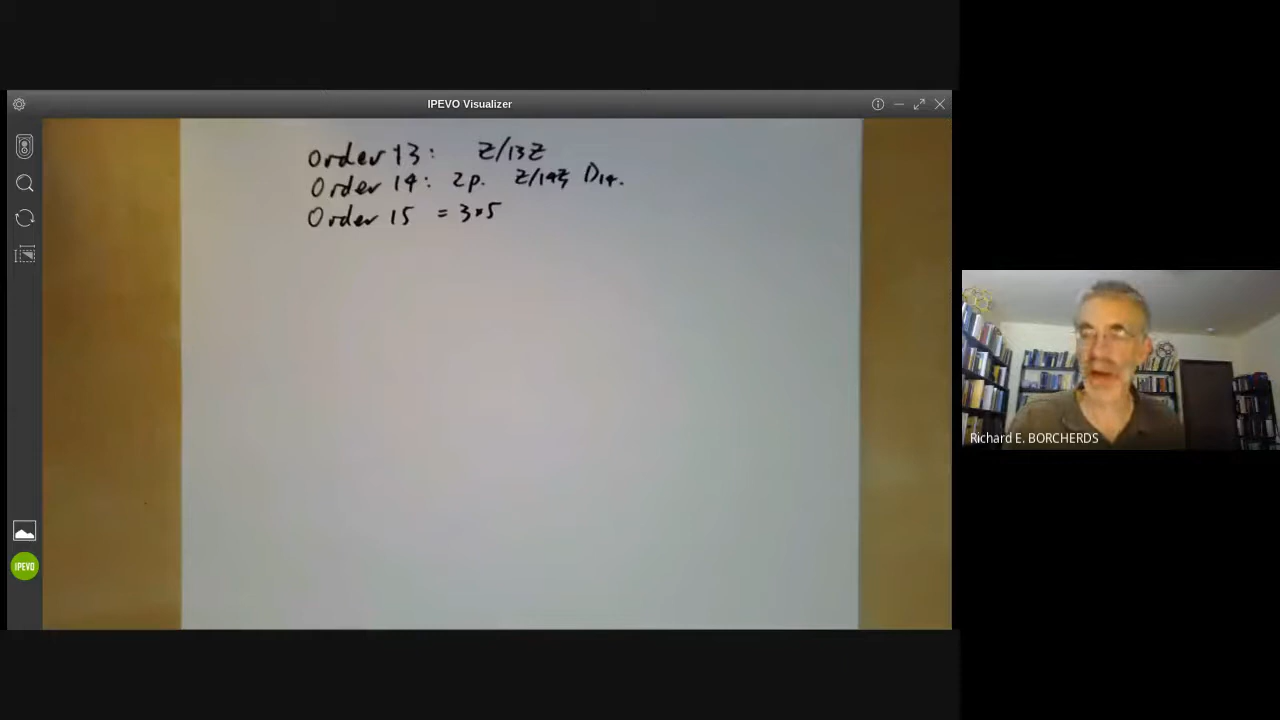 IPEVO Visualizer
Order 13: Z/13Z
Order 14: 2p. Z/14Z, D14.
Order 15 = 3×5
Richard E. BORCHERDS
IPEVO